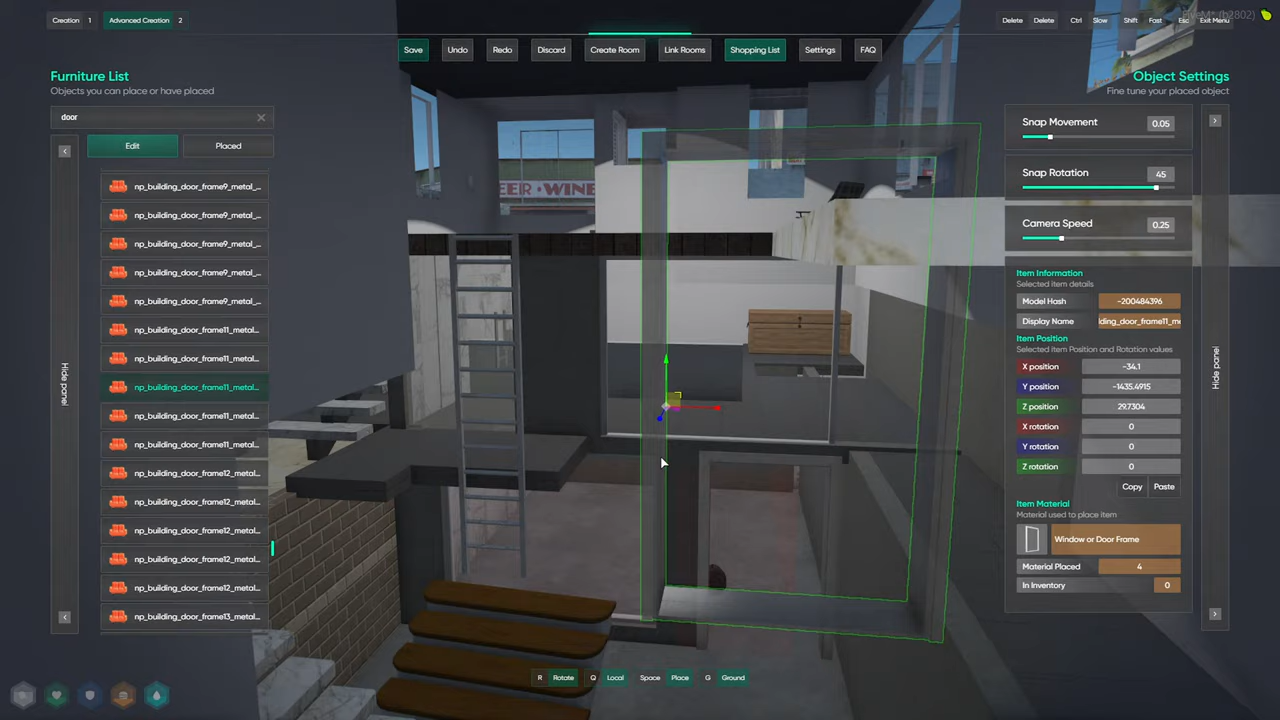 Creation 1 Advanced Creation 2
Delete Delete Ctrl Slow Shift Fast Esc Exit Menu
(b2802)
Save Undo Redo Discard Create Room Link Rooms Shopping List Settings FAQ
Furniture List
Objects you can place or have placed
door
Edit Placed
np_building_door_frame9_metal_...
np_building_door_frame9_metal_...
np_building_door_frame9_metal_...
np_building_door_frame9_metal_...
np_building_door_frame9_metal_...
np_building_door_frame11_metal...
np_building_door_frame11_metal...
np_building_door_frame11_metal...
np_building_door_frame11_metal...
np_building_door_frame11_metal...
np_building_door_frame12_metal...
np_building_door_frame12_metal...
np_building_door_frame12_metal...
np_building_door_frame12_metal...
np_building_door_frame12_metal...
np_building_door_frame13_metal...
Hide panel
EER - WINE
Object Settings
Fine tune your placed object
Snap Movement 0.05
Snap Rotation 45
Camera Speed 0.25
Item Information
Selected item details
Model Hash -200484396
Display Name lding_door_frame11_me
Item Position
Selected Item Position and Rotation values
X position -34.1
Y position -1435.4915
Z position 29.7304
X rotation 0
Y rotation 0
Z rotation 0
Copy Paste
Item Material
Material used to place item
Window or Door Frame
Material Placed 4
In Inventory 0
Hide panel
R Rotate Q Local Space Place G Ground